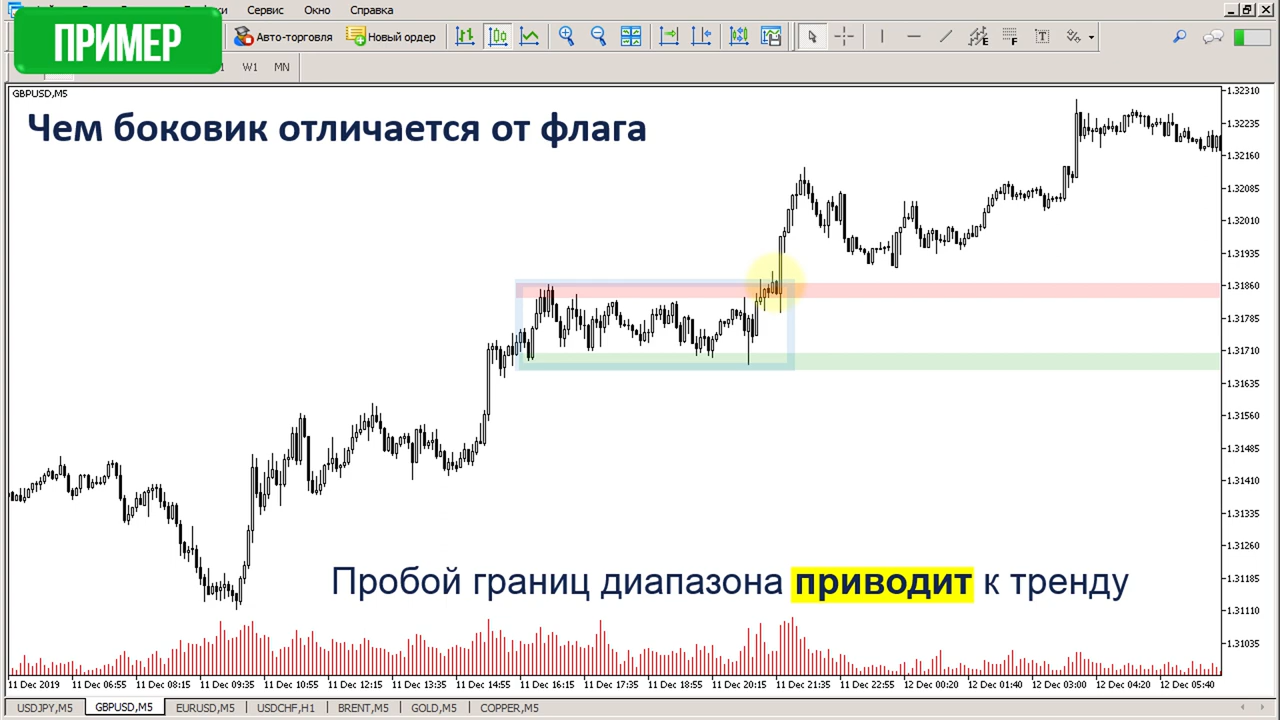 Сервис Окно Справка
ПРИМЕР
Авто-торговля Новый ордер
W1 MN
GBPUSD,M5
Чем боковик отличается от флага
1.32310
1.32235
1.32160
1.32085
1.32010
1.31935
1.31860
1.31785
1.31710
1.31635
1.31560
1.31485
1.31410
1.31335
1.31260
1.31185
1.31110
1.31035
Пробой границ диапазона приводит к тренду
11 Dec 2019 11 Dec 06:55 11 Dec 08:15 11 Dec 09:35 11 Dec 10:55 11 Dec 12:15 11 Dec 13:35 11 Dec 14:55 11 Dec 16:15 11 Dec 17:35 11 Dec 18:55 11 Dec 20:15 11 Dec 21:35 11 Dec 22:55 12 Dec 00:20 12 Dec 01:40 12 Dec 03:00 12 Dec 04:20 12 Dec 05:40
USDJPY,M5 GBPUSD,M5 EURUSD,M5 USDCHF,H1 BRENT,M5 GOLD,M5 COPPER,M5